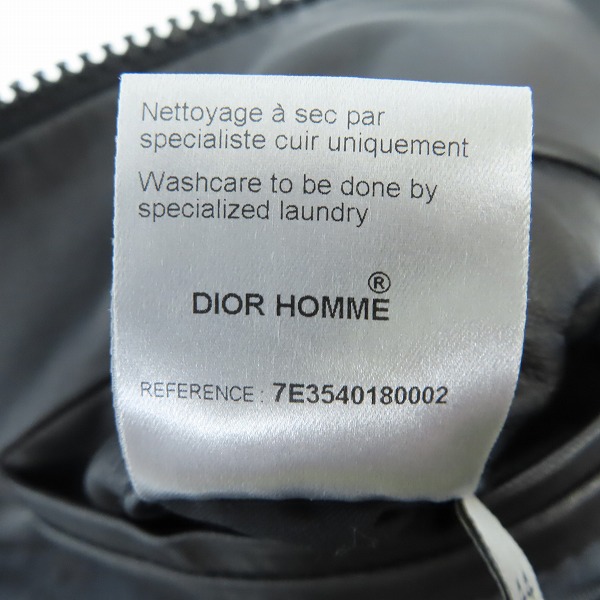 Nettoyage à sec par
specialiste cuir uniquement
Washcare to be done by
specialized laundry
DIOR HOMME®
REFERENCE : 7E3540180002